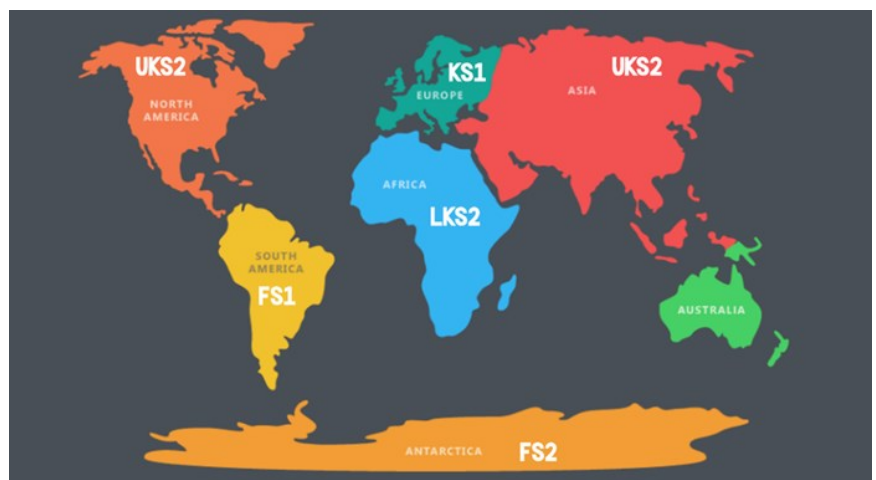 UKS2
NORTH
AMERICA
KS1
EUROPE
UKS2
ASIA
AFRICA
LKS2
SOUTH
AMERICA
FS1
AUSTRALIA
ANTARCTICA
FS2